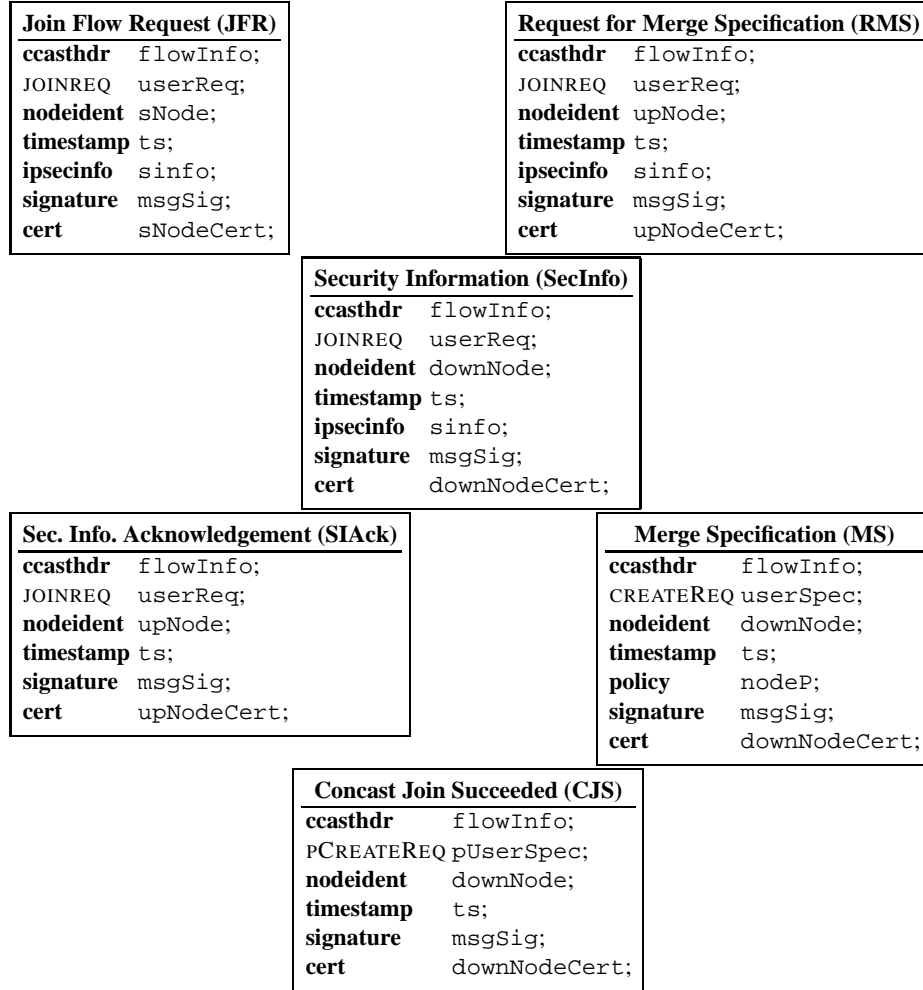 Join Flow Request (JFR)
ccasthdr flowInfo;
JOINREQ userReq;
nodeident sNode;
timestamp ts;
ipsecinfo sinfo;
signature msgSig;
cert sNodeCert;
Request for Merge Specification (RMS)
ccasthdr flowInfo;
JOINREQ userReq;
nodeident upNode;
timestamp ts;
ipsecinfo sinfo;
signature msgSig;
cert upNodeCert;
Security Information (SecInfo)
ccasthdr flowInfo;
JOINREQ userReq;
nodeident downNode;
timestamp ts;
ipsecinfo sinfo;
signature msgSig;
cert downNodeCert;
Sec. Info. Acknowledgement (SIAck)
ccasthdr flowInfo;
JOINREQ userReq;
nodeident upNode;
timestamp ts;
signature msgSig;
cert upNodeCert;
Merge Specification (MS)
ccasthdr flowInfo;
CREATEREQ userSpec;
nodeident downNode;
timestamp ts;
policy nodeP;
signature msgSig;
cert downNodeCert;
Concast Join Succeeded (CJS)
ccasthdr flowInfo;
PCREATEREQ pUserSpec;
nodeident downNode;
timestamp ts;
signature msgSig;
cert downNodeCert;